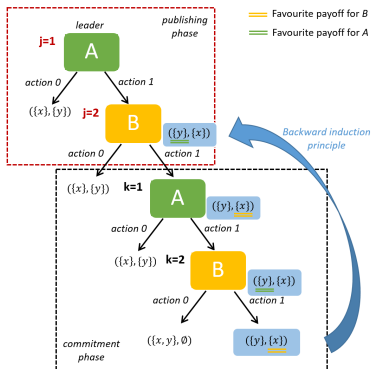 publishing
phase
leader
j=1
A
action 0
action 1
({x},{y})
j=2
B
({y},{x})
action 0
action 1
({x},{y})
k=1
A
({y},{x})
action 0
action 1
({x},{y})
k=2
B
({y},{x})
action 0
action 1
({x,y},∅)
({y},{x})
commitment
phase
Favourite payoff for B
Favourite payoff for A
Backward induction
principle